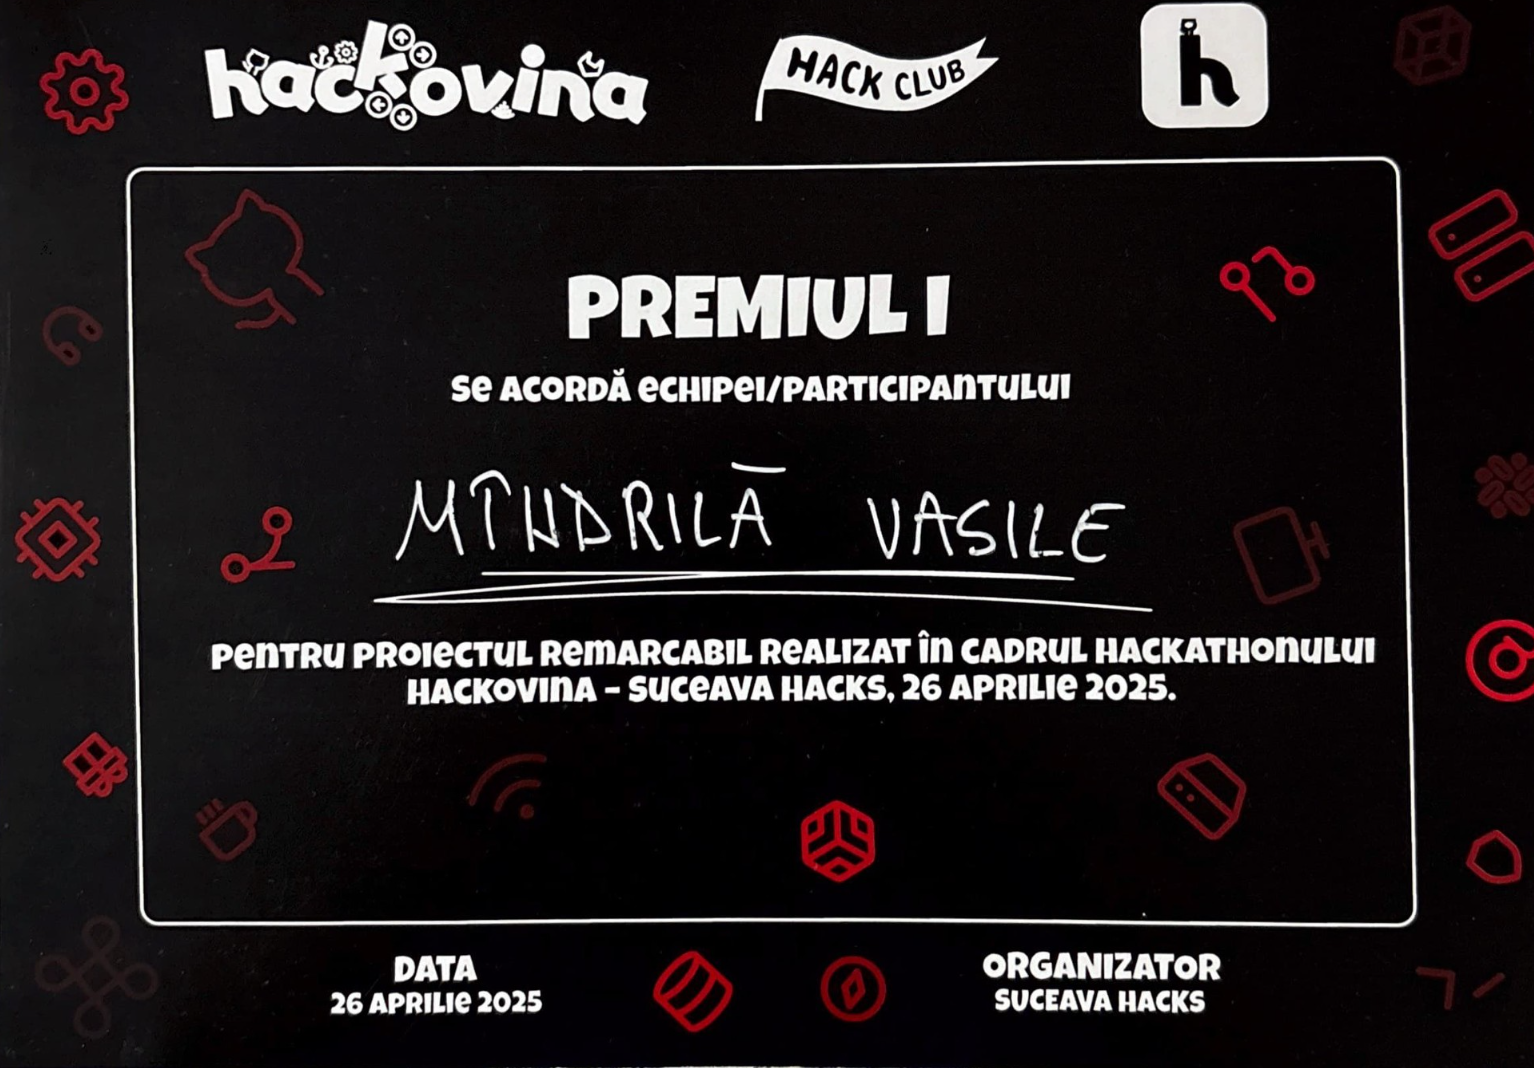 hackovina
HACK CLUB
h
PREMIUL I
Se ACORDĂ eCHIPeI/PARTICIPAnTULUI
MÎNDRILĀ VASILE
PenTRU PROIeCTUL RemARCABIL ReALIZAT În CADRUL HACKATHOnULUI
HACKOVInA – SUCeAVA HACKS, 26 APRILIe 2025.
DATA
26 APRILIe 2025
ORGANIZATOR
SUCEAVA HACKS